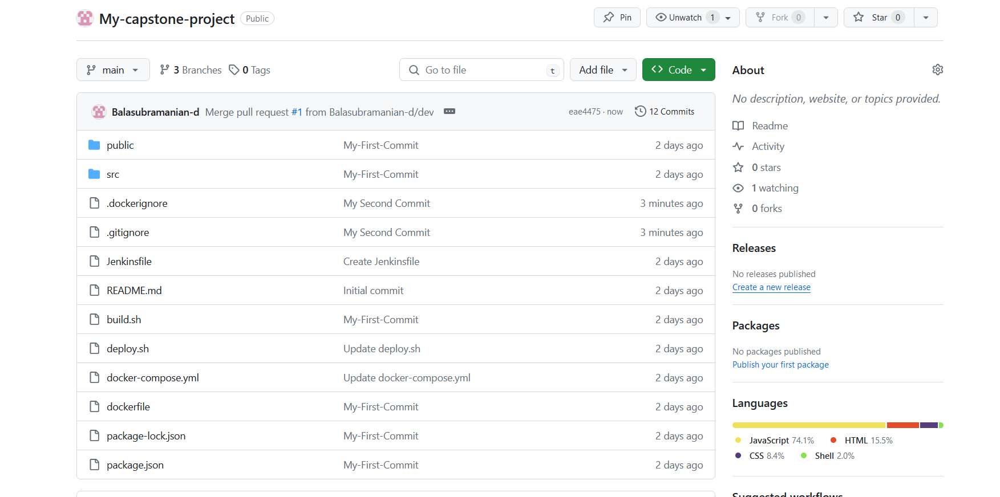 My-capstone-project Public Pin Unwatch 1 Fork 0 Star 0
main 3 Branches 0 Tags Go to file t Add file Code
Balasubramanian-d Merge pull request #1 from Balasubramanian-d/dev eae4475 · now 12 Commits
public My-First-Commit 2 days ago
src My-First-Commit 2 days ago
.dockerignore My Second Commit 3 minutes ago
.gitignore My Second Commit 3 minutes ago
Jenkinsfile Create Jenkinsfile 2 days ago
README.md Initial commit 2 days ago
build.sh My-First-Commit 2 days ago
deploy.sh Update deploy.sh 2 days ago
docker-compose.yml Update docker-compose.yml 2 days ago
dockerfile My-First-Commit 2 days ago
package-lock.json My-First-Commit 2 days ago
package.json My-First-Commit 2 days ago
About
No description, website, or topics provided.
Readme
Activity
0 stars
1 watching
0 forks
Releases
No releases published
Create a new release
Packages
No packages published
Publish your first package
Languages
JavaScript 74.1% HTML 15.5%
CSS 8.4% Shell 2.0%
Suggested workflows